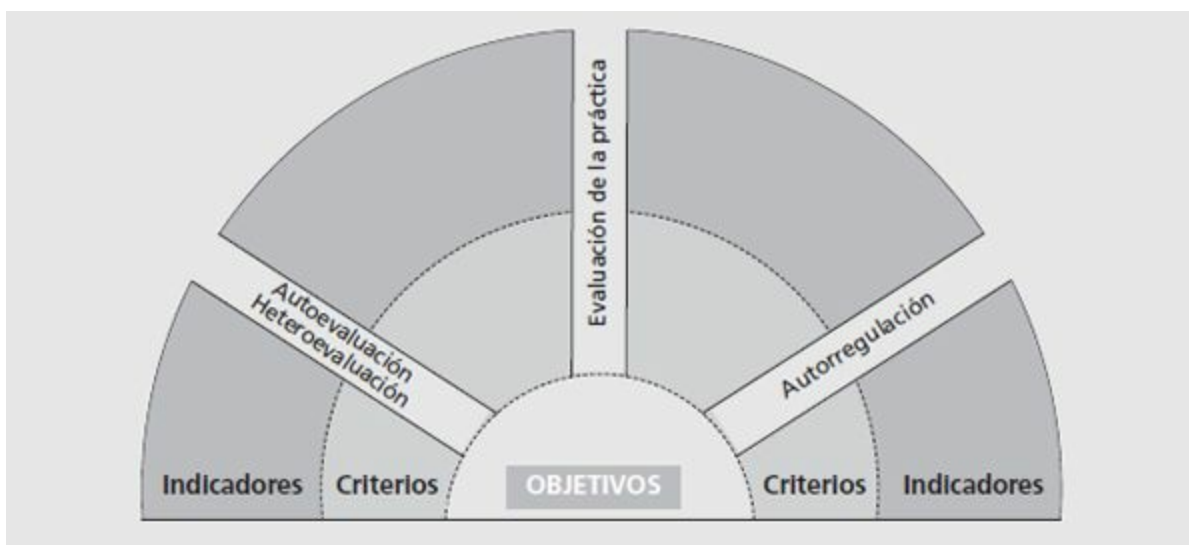 Evaluación de la práctica
Autoevaluación
Heteroevaluación
Autorregulación
Indicadores
Criterios
OBJETIVOS
Criterios
Indicadores